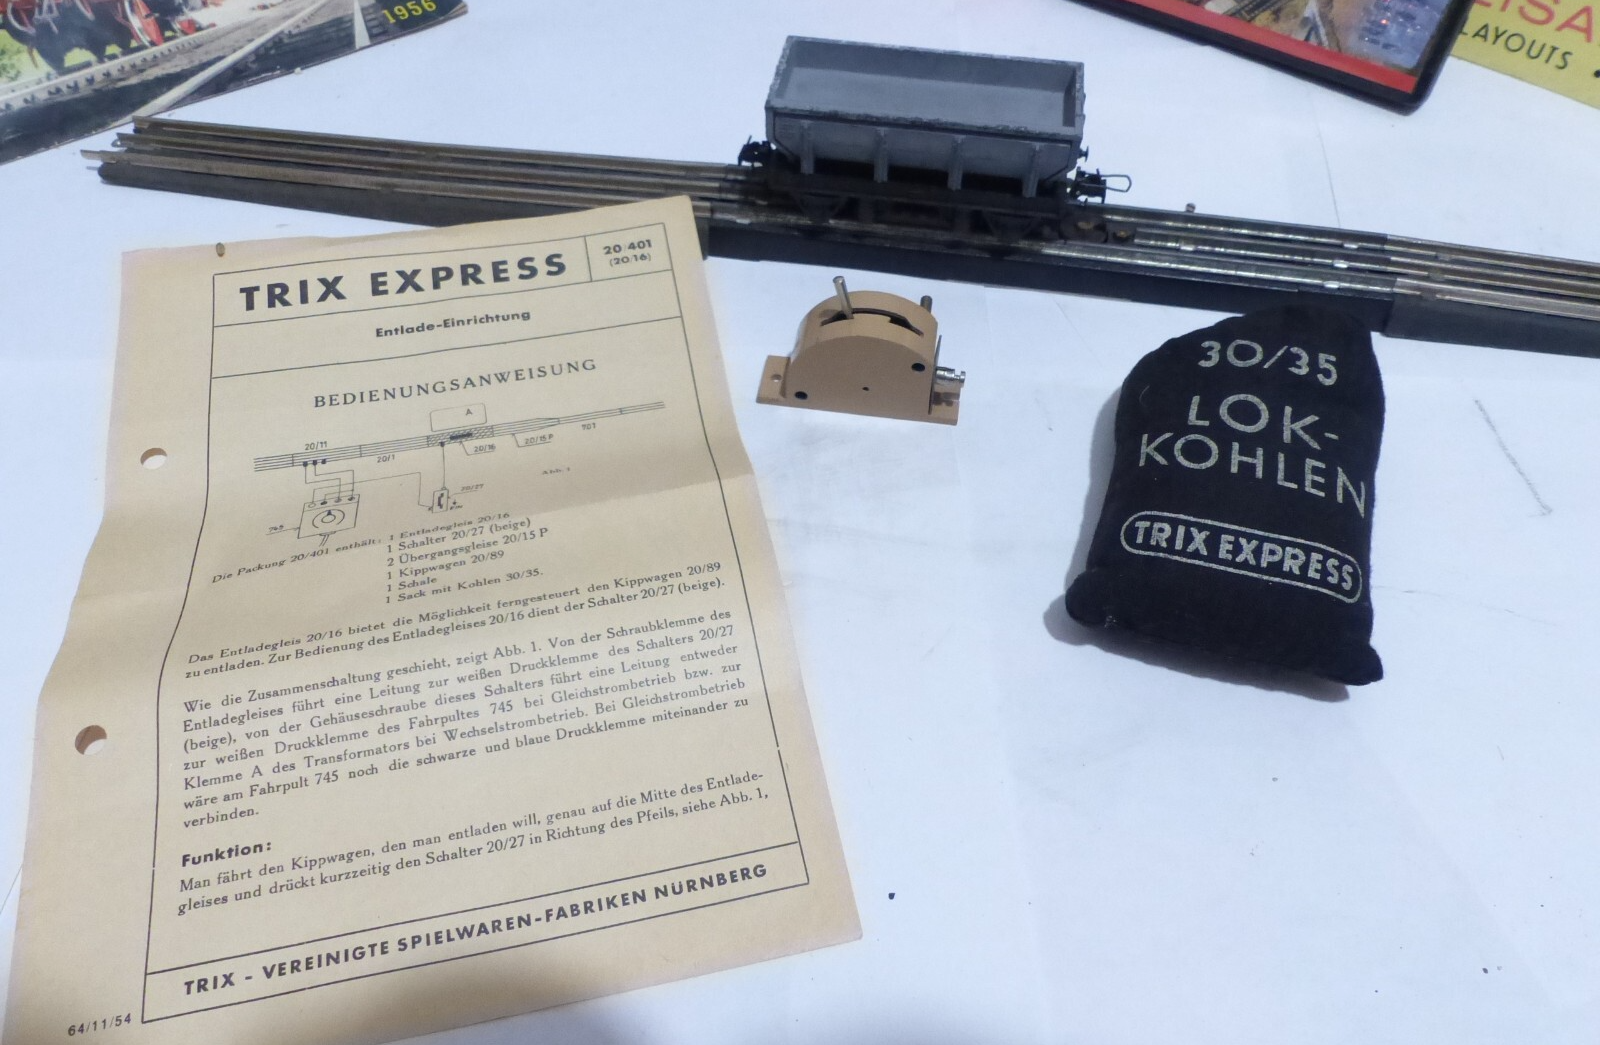 1956
ISA
LAYOUTS
TRIX EXPRESS
20/401
(20/16)
Entlade-Einrichtung
BEDIENUNGSANWEISUNG
A
20/11
20/1
20/16
20/15 P
701
Abb. 1
20/27
745
Die Packung 20/401 enthält: 1 Entladegleis 20/16
1 Schalter 20/27 (beige)
2 Übergangsgleise 20/15 P
1 Kippwagen 20/89
1 Schale
1 Sack mit Kohlen 30/35.
Das Entladegleis 20/16 bietet die Möglichkeit ferngesteuert den Kippwagen 20/89
zu entladen. Zur Bedienung des Entladegleises 20/16 dient der Schalter 20/27 (beige).
Wie die Zusammenschaltung geschieht, zeigt Abb. 1. Von der Schraubklemme des
Entladegleises führt eine Leitung zur weißen Druckklemme des Schalters 20/27
(beige), von der Gehäuseschraube dieses Schalters führt eine Leitung entweder
zur weißen Druckklemme des Fahrpultes 745 bei Gleichstrombetrieb bzw. zur
Klemme A des Transformators bei Wechselstrombetrieb. Bei Gleichstrombetrieb
wäre am Fahrpult 745 noch die schwarze und blaue Druckklemme miteinander zu
verbinden.
Funktion:
Man fährt den Kippwagen, den man entladen will, genau auf die Mitte des Entlade-
gleises und drückt kurzzeitig den Schalter 20/27 in Richtung des Pfeils, siehe Abb. 1,
TRIX - VEREINIGTE SPIELWAREN-FABRIKEN NÜRNBERG
64/11/54
30/35
LOK-
KOHLEN
TRIX EXPRESS